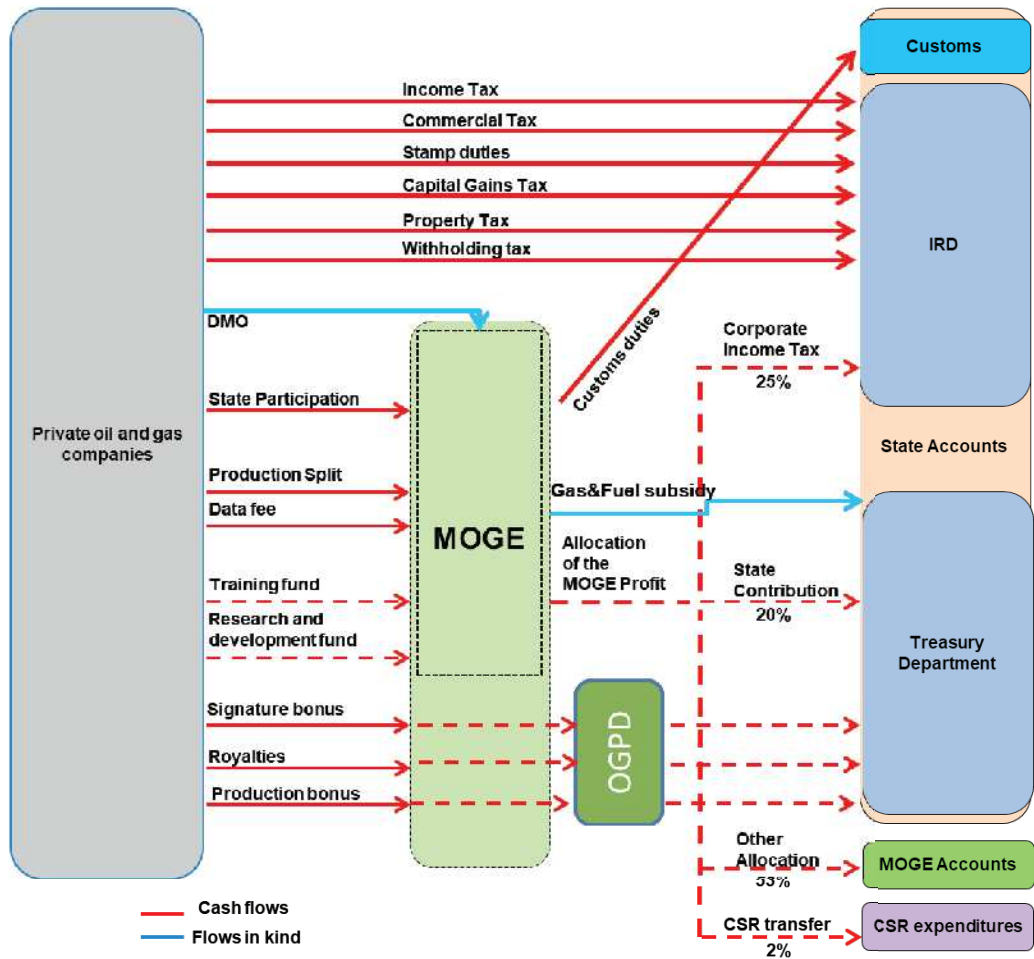 Customs
Income Tax
Commercial Tax
Stamp duties
Capital Gains Tax
Property Tax
Withholding tax
IRD
DMO
Customs duties
Corporate
Income Tax
25%
State Participation
Private oil and gas
companies
State Accounts
Production Split
Data fee
Gas&Fuel subsidy
MOGE
Allocation
of the
MOGE Profit
State
Contribution
20%
Training fund
Research and
development fund
Treasury
Department
Signature bonus
Royalties
Production bonus
OGPD
Other
Allocation
53%
MOGE Accounts
Cash flows
Flows in kind
CSR transfer
2%
CSR expenditures